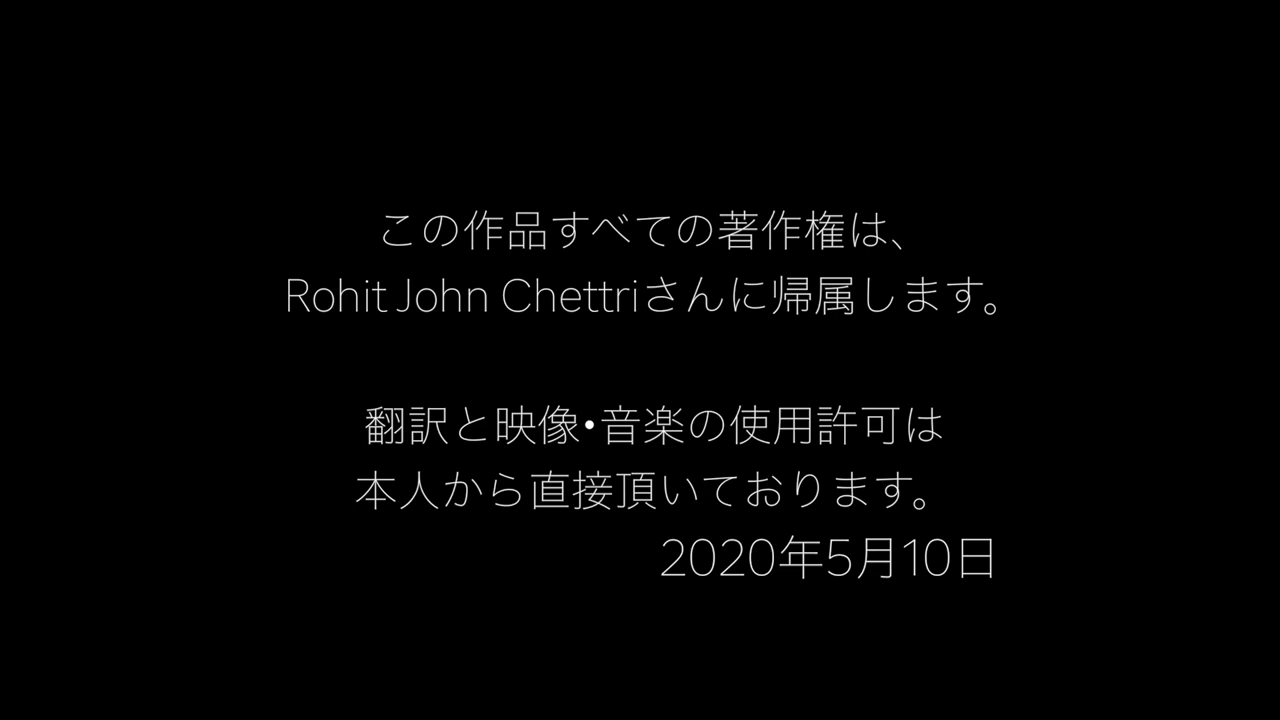 この作品すべての著作権は、
Rohit John Chettriさんに帰属します。
翻訳と映像・音楽の使用許可は
本人から直接頂いております。
2020年5月10日